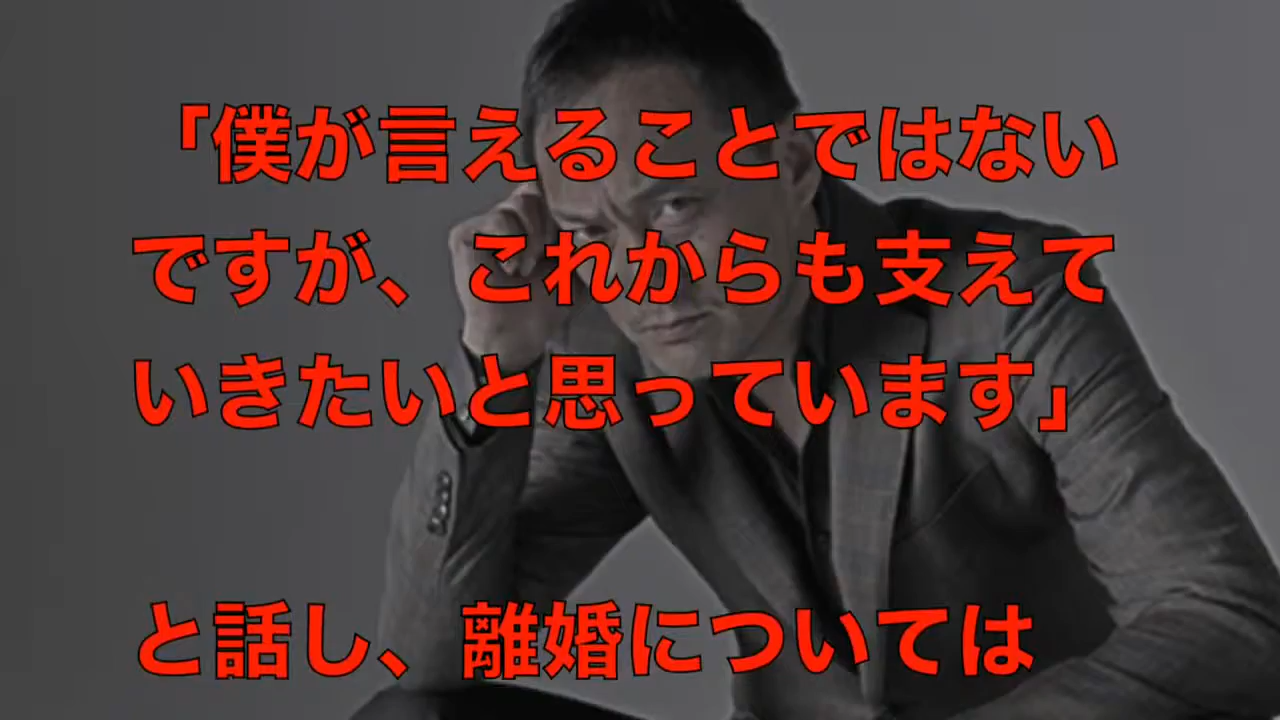 「僕が言えることではない
ですが、これからも支えて
いきたいと思っています」
と話し、離婚については